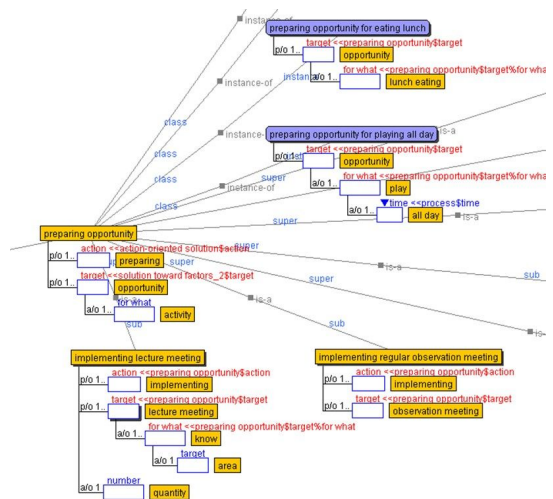 instance-of
preparing opportunity for eating lunch
target <<preparing opportunity$target
p/o 1..
opportunity
for what <<preparing opportunity$target%for what
a/o 1..
lunch eating
instance-of
class
instance-
preparing opportunity for playing all day
is-a
target <<preparing opportunity$target
p/o 1..
opportunity
class
for what <<preparing opportunity$target%for what
super
a/o 1..
play
class
instance-of
time <<process$time
class
super
a/o 1..
all day
is-a
preparing opportunity
super
action <<action-oriented solution$action
super
p/o 1..
preparing
is-a
target <<solution toward factors_2$target
super
sub
p/o 1..
opportunity
for what
is-a
a/o 1..
activity
sub
sub
is-
implementing lecture meeting
implementing regular observation meeting
action <<preparing opportunity$action
action <<preparing opportunity$action
p/o 1..
implementing
p/o 1..
implementing
target <<preparing opportunity$target
target <<preparing opportunity$target
p/o 1..
lecture meeting
p/o 1..
observation meeting
for what <<preparing opportunity$target%for what
a/o 1..
know
target
a/o 1
area
number
a/o 1
quantity